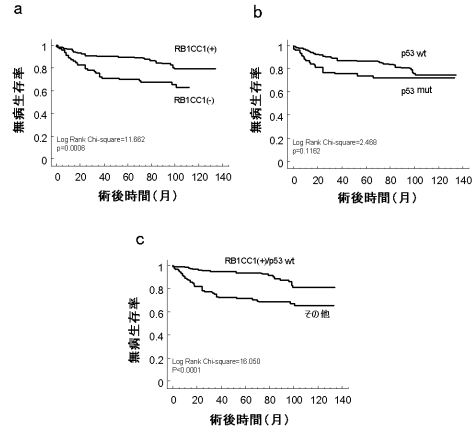 a
無病生存率
1
0.8
0.6
0.4
0.2
0
RB1CC1(+)
RB1CC1(-)
Log Rank Chi-square=11.662
p=0.0006
0 20 40 60 80 100 120 140
術後時間(月)
b
無病生存率
1
0.8
0.6
0.4
0.2
0
p53 wt
p53 mut
Log Rank Chi-square=2.468
p=0.1162
0 20 40 60 80 100 120 140
術後時間(月)
c
無病生存率
1
0.8
0.6
0.4
0.2
0
RB1CC1(+)/p53 wt
その他
Log Rank Chi-square=16.050
P<0.0001
0 20 40 60 80 100 120 140
術後時間(月)